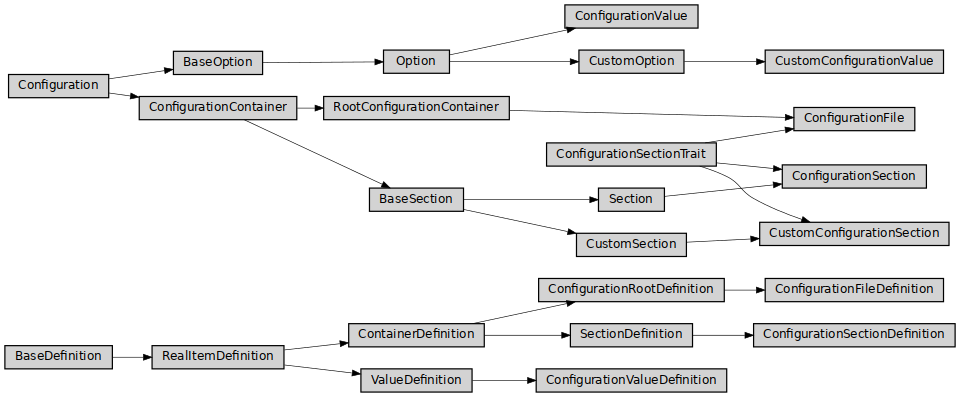 ConfigurationValue
BaseOption
Option
CustomOption
CustomConfigurationValue
Configuration
ConfigurationContainer
RootConfigurationContainer
ConfigurationFile
ConfigurationSectionTrait
ConfigurationSection
BaseSection
Section
CustomConfigurationSection
CustomSection
ConfigurationRootDefinition
ConfigurationFileDefinition
ContainerDefinition
SectionDefinition
ConfigurationSectionDefinition
BaseDefinition
RealItemDefinition
ValueDefinition
ConfigurationValueDefinition